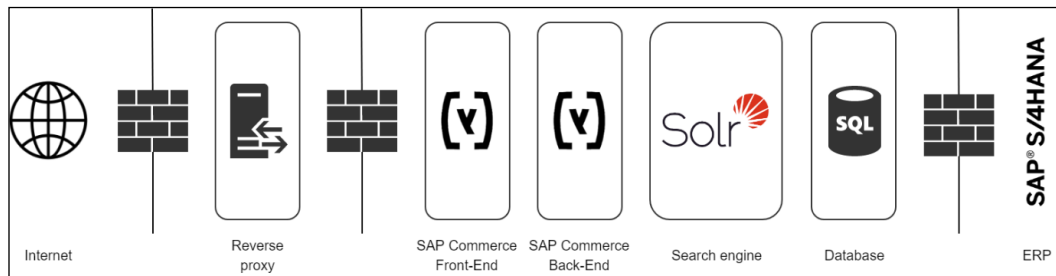 [y]
[y]
Solr
SQL
SAP® S/4HANA
Internet
Reverse
proxy
SAP Commerce
Front-End
SAP Commerce
Back-End
Search engine
Database
ERP